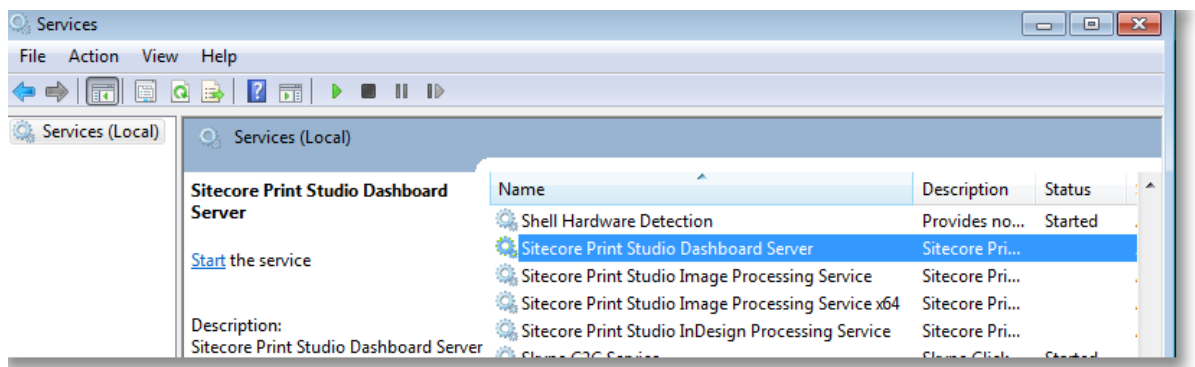 Services
File Action View Help
Services (Local)
Services (Local)
Sitecore Print Studio Dashboard
Server
Start the service
Description:
Sitecore Print Studio Dashboard Server
Name Description Status
Shell Hardware Detection Provides no... Started
Sitecore Print Studio Dashboard Server Sitecore Pri...
Sitecore Print Studio Image Processing Service Sitecore Pri...
Sitecore Print Studio Image Processing Service x64 Sitecore Pri...
Sitecore Print Studio InDesign Processing Service Sitecore Pri...